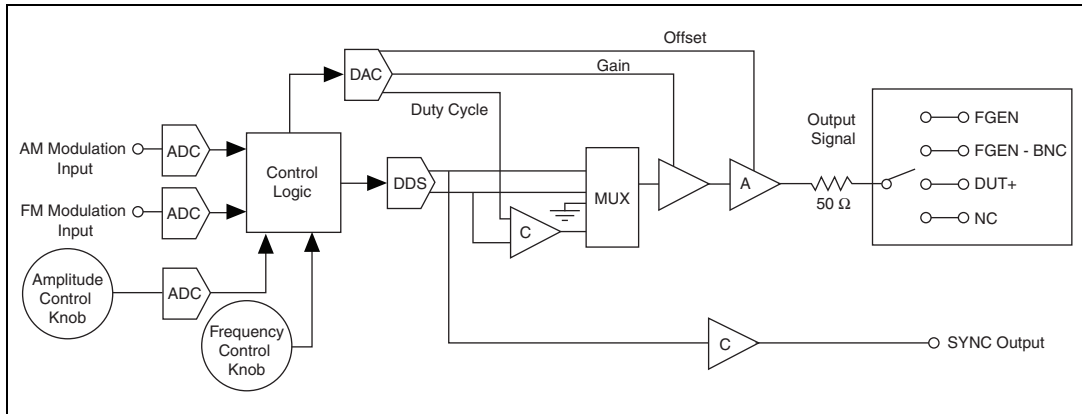 Offset
DAC
Gain
Duty Cycle
Output
Signal
FGEN
FGEN - BNC
DUT+
NC
AM Modulation
Input
ADC
Control
Logic
DDS
MUX
A
50 Ω
FM Modulation
Input
ADC
C
Amplitude
Control
Knob
ADC
Frequency
Control
Knob
C
SYNC Output